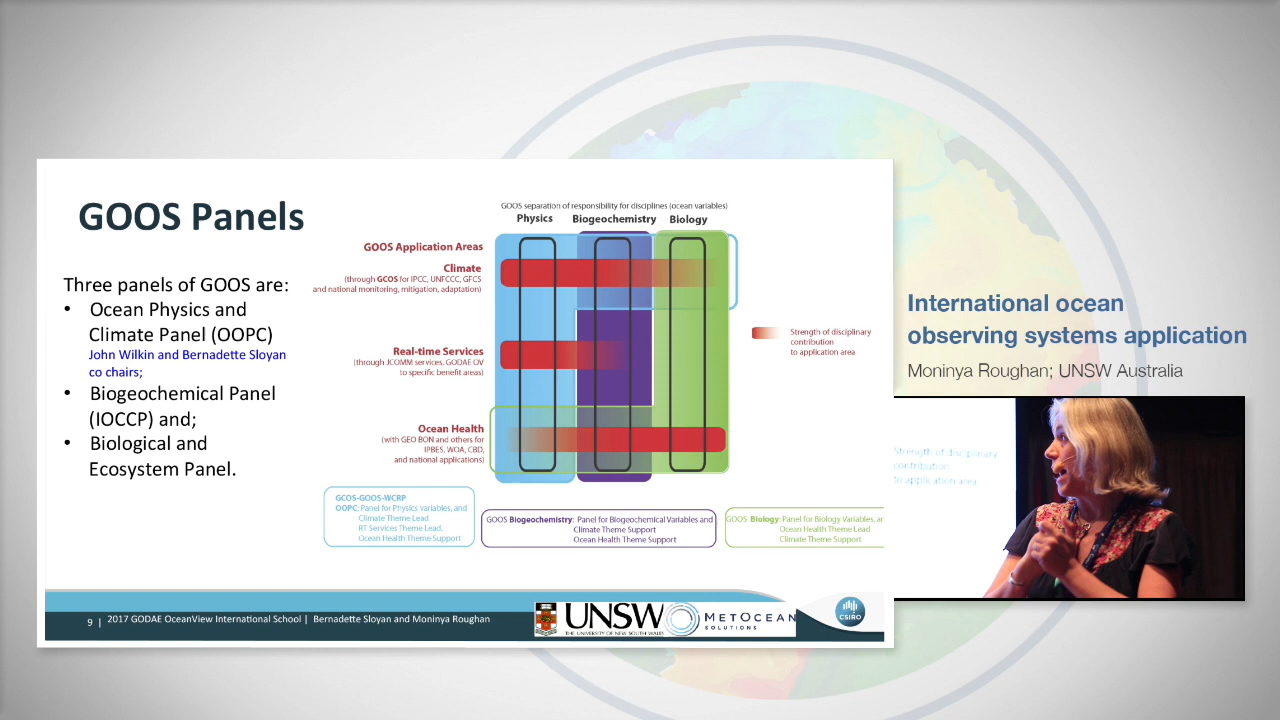 GOOS Panels
Three panels of GOOS are:
• Ocean Physics and
Climate Panel (OOPC)
John Wilkin and Bernadette Sloyan
co chairs;
• Biogeochemical Panel
(IOCCP) and;
• Biological and
Ecosystem Panel.
GOOS separation of responsibility for disciplines (ocean variables)
Physics Biogeochemistry Biology
GOOS Application Areas
Climate
(through GCOS for IPCC, UNFCCC, GFCS
and national monitoring, mitigation, adaptation)
Real-time Services
(through JCOMM services, GODAE OV
to specific benefit areas)
Ocean Health
(with GEO BON and others for
IPBES, WOA, CBD,
and national applications)
Strength of disciplinary
contribution
to application area
GCOS-GOOS-WCRP
OOPC: Panel for Physics variables, and
Climate Theme Lead
RT Services Theme Lead,
Ocean Health Theme Support
GOOS Biogeochemistry: Panel for Biogeochemical Variables and
Climate Theme Support
Ocean Health Theme Support
GOOS Biology: Panel for Biology Variables, ar
Ocean Health Theme Lead
Climate Theme Support
9 | 2017 GODAE OceanView International School | Bernadette Sloyan and Moninya Roughan
UNSW
THE UNIVERSITY OF NEW SOUTH WALES
METOCEAN
SOLUTIONS
CSIRO
International ocean
observing systems application
Moninya Roughan; UNSW Australia
Strength of disciplinary
contribution
to application area